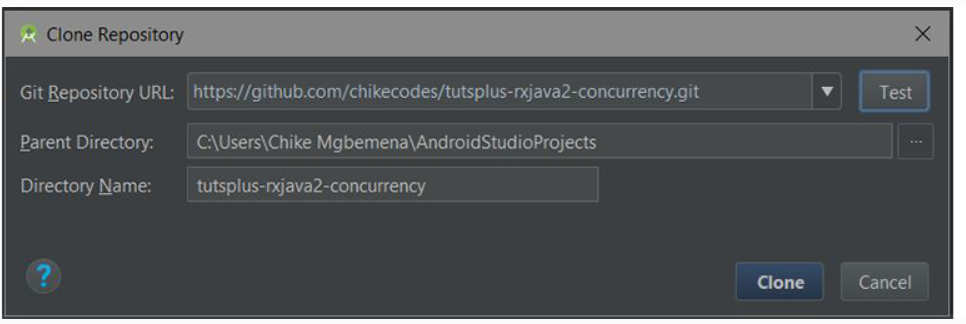 Clone Repository
Git Repository URL: https://github.com/chikecodes/tutsplus-rxjava2-concurrency.git Test
Parent Directory: C:\Users\Chike Mgbemena\AndroidStudioProjects ...
Directory Name: tutsplus-rxjava2-concurrency
? Clone Cancel